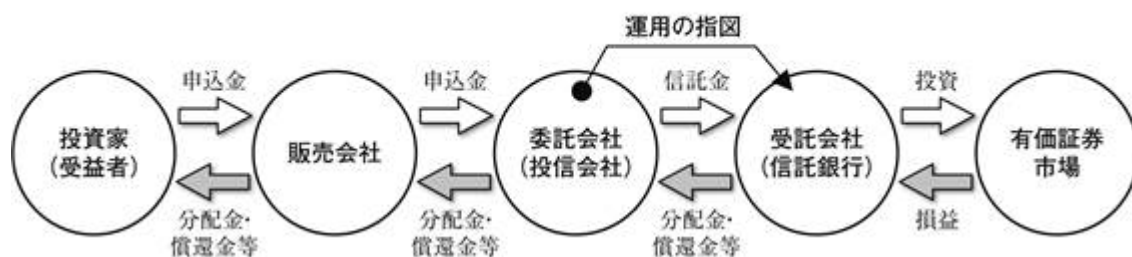 運用の指図
申込金
申込金
信託金
投資
投資家
(受益者)
販売会社
委託会社
(投信会社)
受託会社
(信託銀行)
有価証券
市場
分配金・
償還金等
分配金・
償還金等
分配金・
償還金等
損益